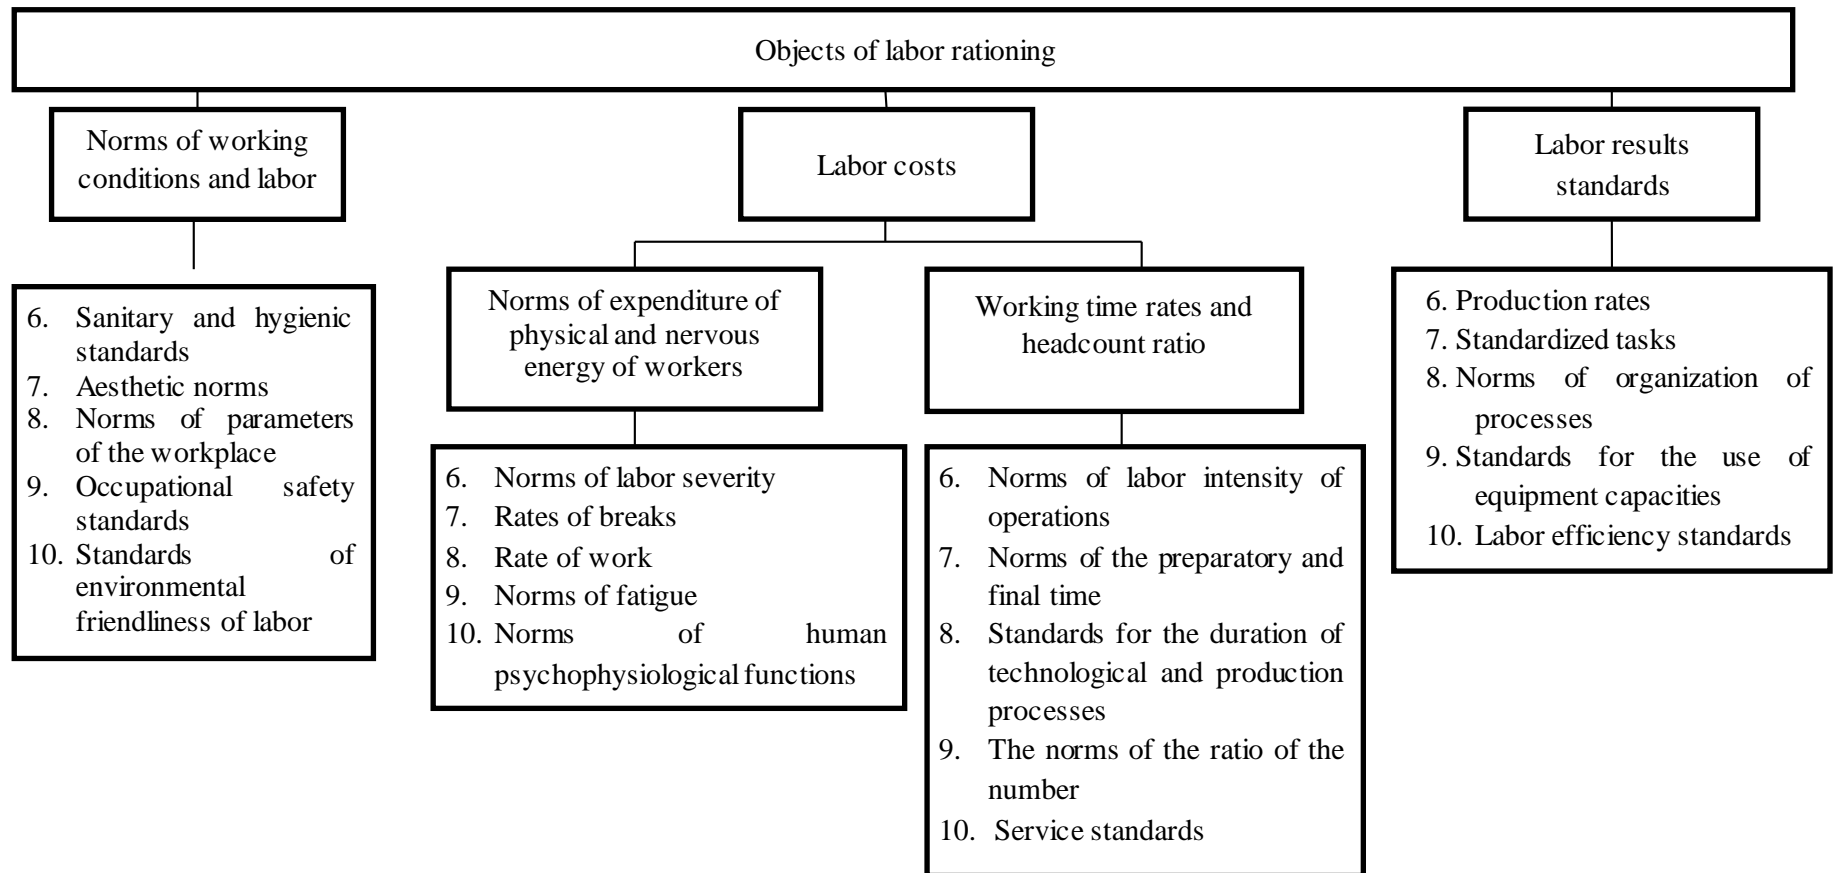 Objects of labor rationing
Norms of working
conditions and labor
Labor costs
Labor results
standards
6. Sanitary and hygienic
standards
7. Aesthetic norms
8. Norms of parameters
of the workplace
9. Occupational safety
standards
10. Standards of
environmental
friendliness of labor
Norms of expenditure of
physical and nervous
energy of workers
6. Norms of labor severity
7. Rates of breaks
8. Rate of work
9. Norms of fatigue
10. Norms of human
psychophysiological functions
Working time rates and
headcount ratio
6. Norms of labor intensity of
operations
7. Norms of the preparatory and
final time
8. Standards for the duration of
technological and production
processes
9. The norms of the ratio of the
number
10. Service standards
6. Production rates
7. Standardized tasks
8. Norms of organization of
processes
9. Standards for the use of
equipment capacities
10. Labor efficiency standards